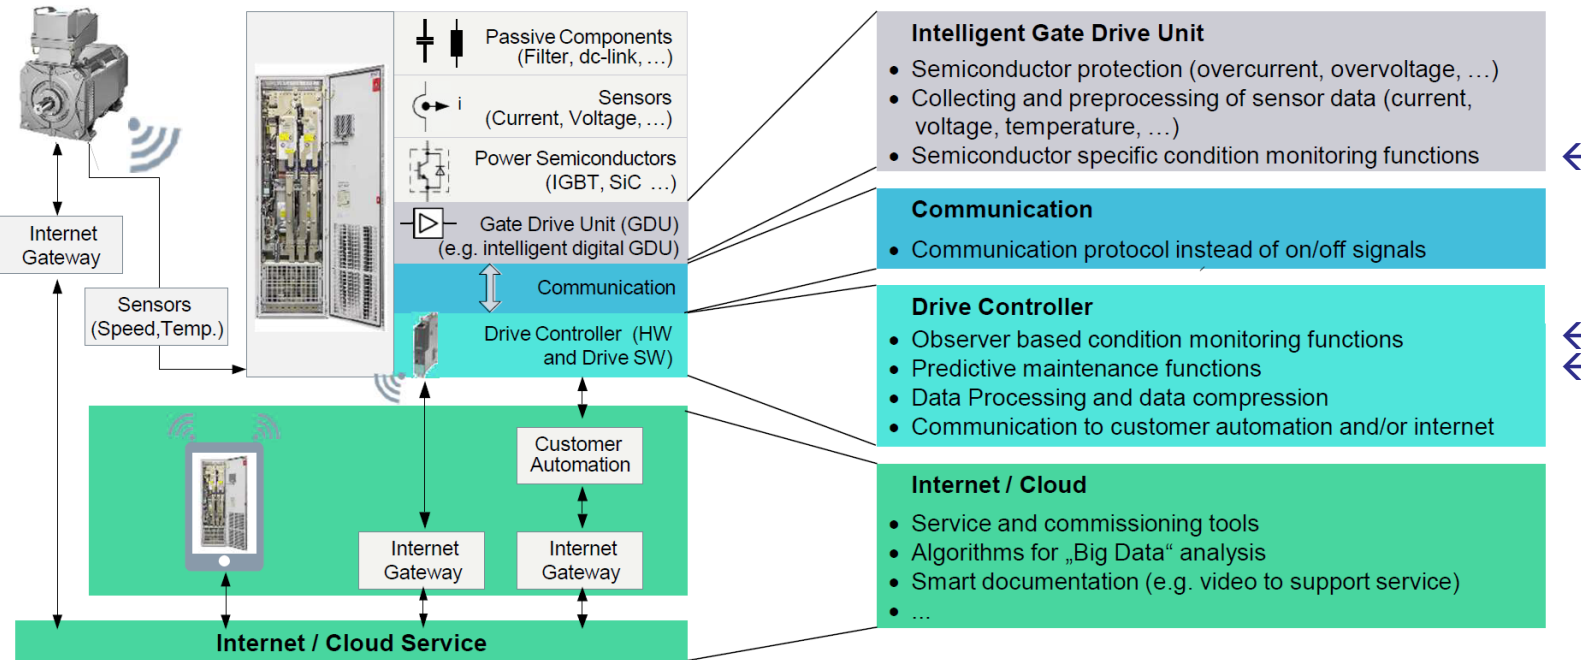 Passive Components
(Filter, dc-link, …)
i
Sensors
(Current, Voltage, …)
Power Semiconductors
(IGBT, SiC …)
Gate Drive Unit (GDU)
(e.g. intelligent digital GDU)
Communication
Drive Controller (HW
and Drive SW)
Internet
Gateway
Sensors
(Speed,Temp.)
Customer
Automation
Internet
Gateway
Internet
Gateway
Internet / Cloud Service
Intelligent Gate Drive Unit
• Semiconductor protection (overcurrent, overvoltage, …)
• Collecting and preprocessing of sensor data (current,
voltage, temperature, …)
• Semiconductor specific condition monitoring functions
Communication
• Communication protocol instead of on/off signals
Drive Controller
• Observer based condition monitoring functions
• Predictive maintenance functions
• Data Processing and data compression
• Communication to customer automation and/or internet
Internet / Cloud
• Service and commissioning tools
• Algorithms for „Big Data“ analysis
• Smart documentation (e.g. video to support service)
• ...